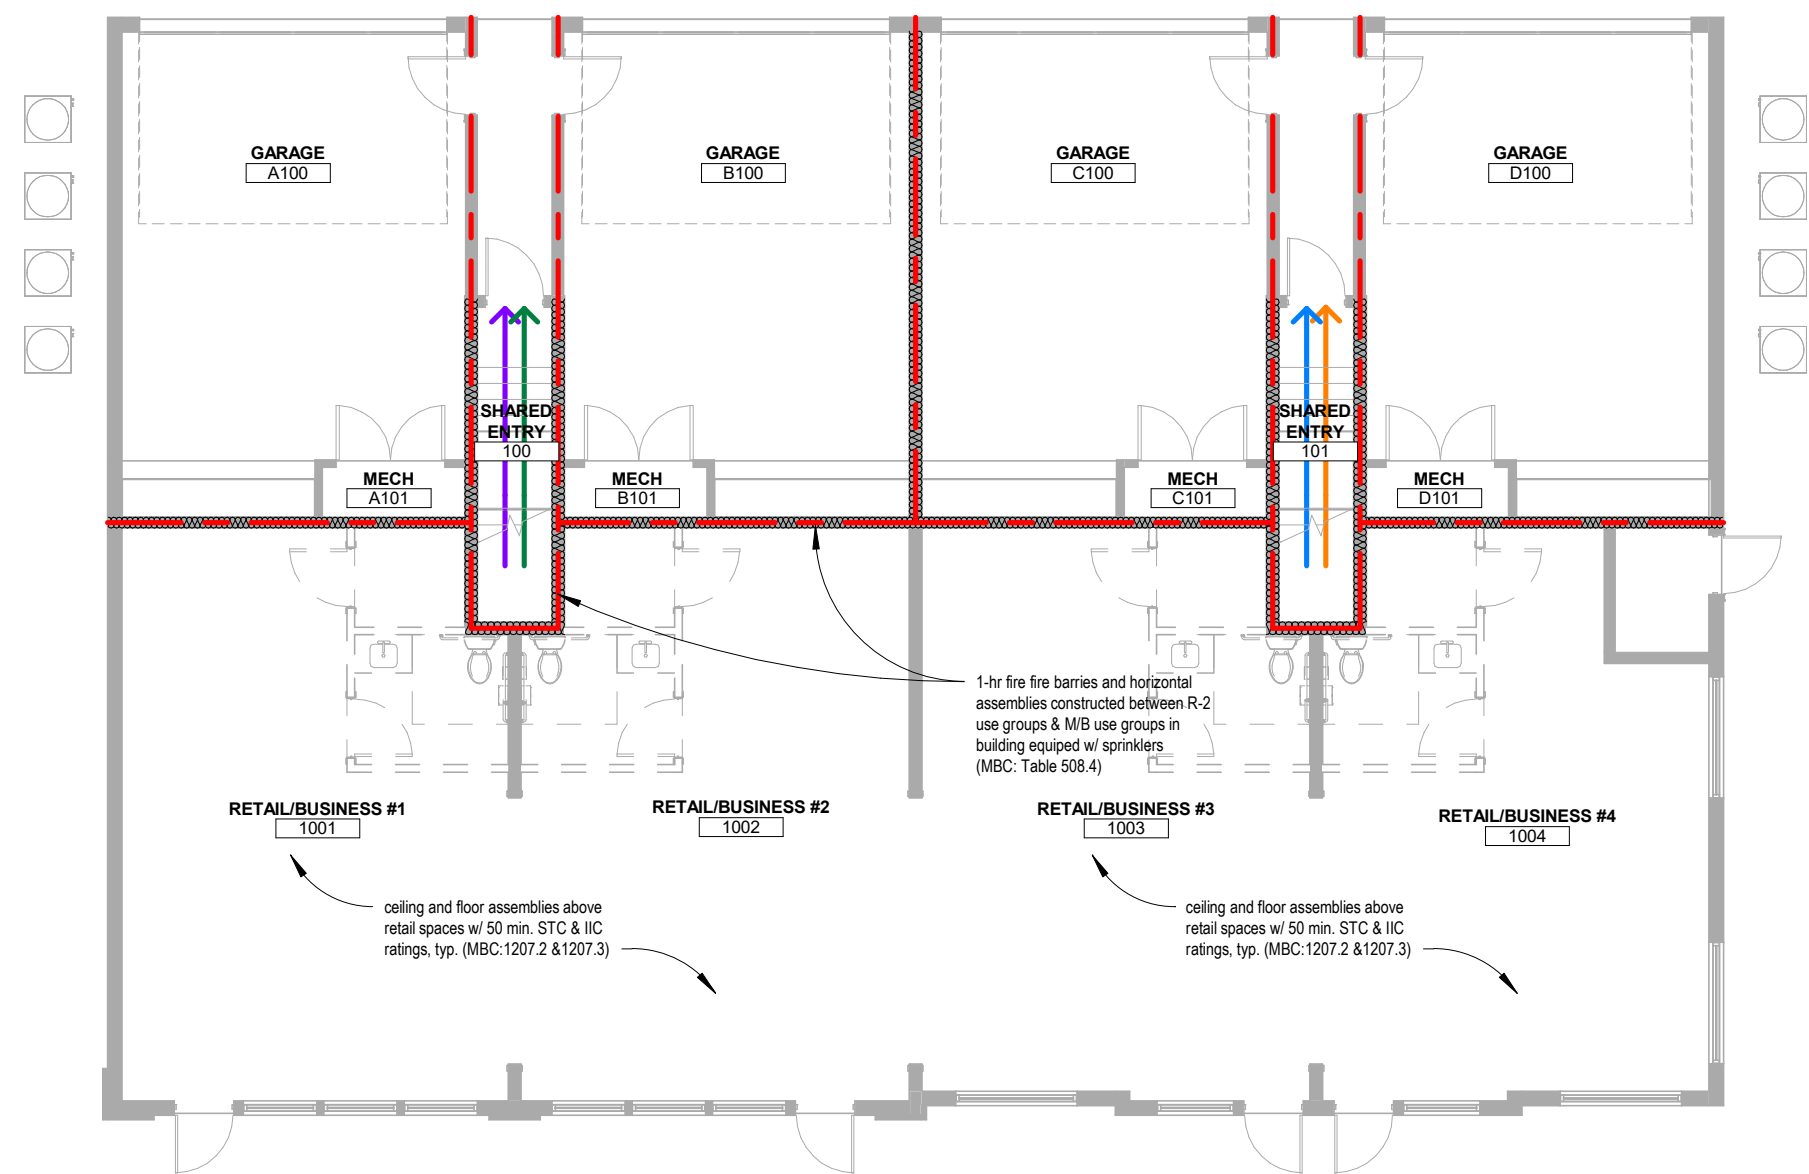 GARAGE
A100
GARAGE
B100
GARAGE
C100
GARAGE
D100
SHARED
ENTRY
100
SHARED
ENTRY
101
MECH
A101
MECH
B101
MECH
C101
MECH
D101
1-hr fire fire barries and horizontal
assemblies constructed between R-2
use groups & M/B use groups in
building equiped w/ sprinklers
(MBC: Table 508.4)
RETAIL/BUSINESS #1
1001
RETAIL/BUSINESS #2
1002
RETAIL/BUSINESS #3
1003
RETAIL/BUSINESS #4
1004
ceiling and floor assemblies above
retail spaces w/ 50 min. STC & IIC
ratings, typ. (MBC:1207.2 &1207.3)
ceiling and floor assemblies above
retail spaces w/ 50 min. STC & IIC
ratings, typ. (MBC:1207.2 &1207.3)